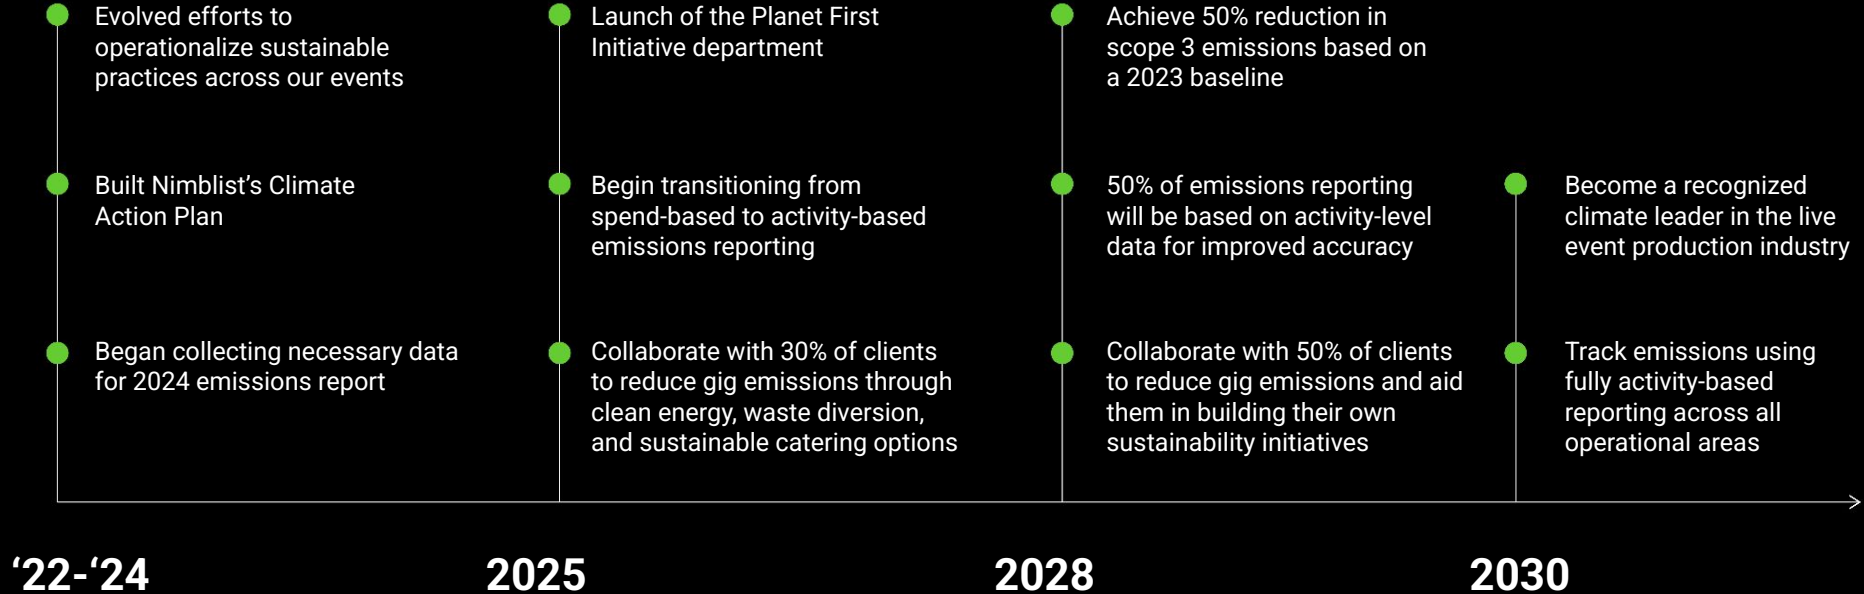 Evolved efforts to
operationalize sustainable
practices across our events
Built Nimblist’s Climate
Action Plan
Began collecting necessary data
for 2024 emissions report
‘22-‘24
Launch of the Planet First
Initiative department
Begin transitioning from
spend-based to activity-based
emissions reporting
Collaborate with 30% of clients
to reduce gig emissions through
clean energy, waste diversion,
and sustainable catering options
2025
Achieve 50% reduction in
scope 3 emissions based on
a 2023 baseline
50% of emissions reporting
will be based on activity-level
data for improved accuracy
Collaborate with 50% of clients
to reduce gig emissions and aid
them in building their own
sustainability initiatives
2028
Become a recognized
climate leader in the live
event production industry
Track emissions using
fully activity-based
reporting across all
operational areas
2030